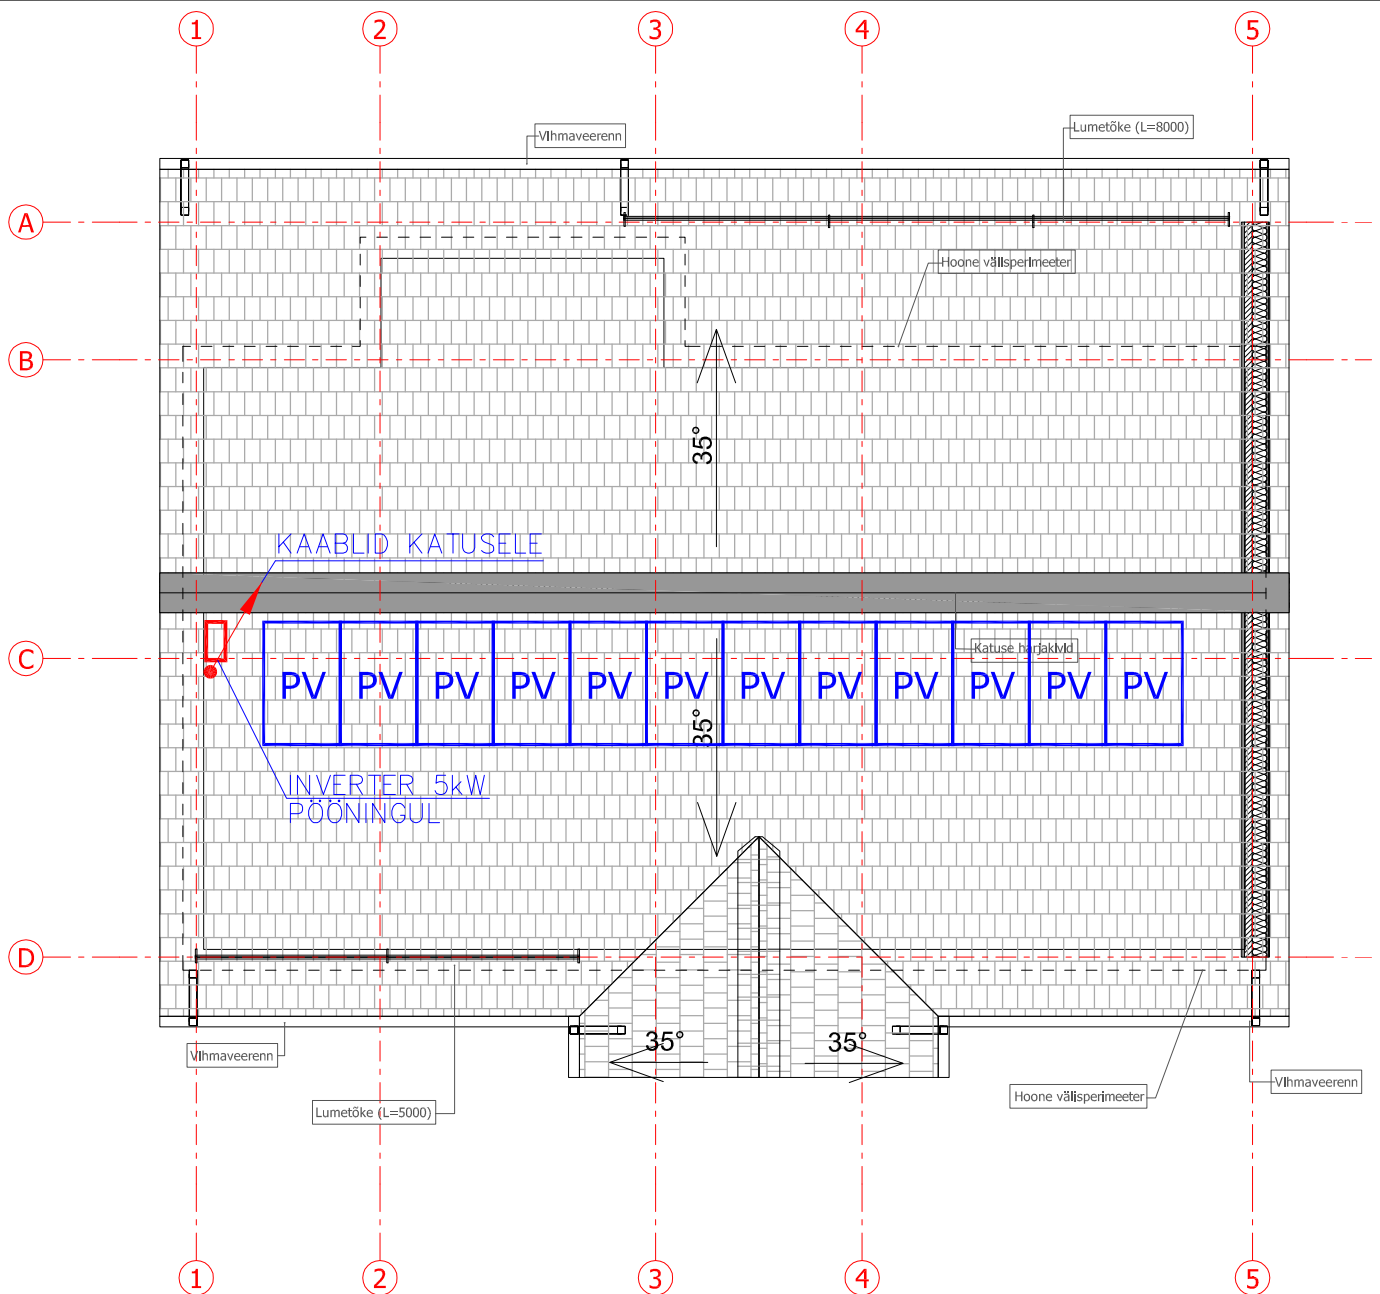 1 2 3 4 5
Vihmaveerenn
Lumetõke (L=8000)
A
Hoone välisperimeeter
B
35°
KAABLID KATUSELE
Katuse harjakivid
C
PV PV PV PV PV PV PV PV PV PV PV PV
35°
INVERTER 5kW
PÖÖNINGUL
D
35° 35°
Vihmaveerenn
Vihmaveerenn
Hoone välisperimeeter
Lumetõke (L=5000)
1 2 3 4 5